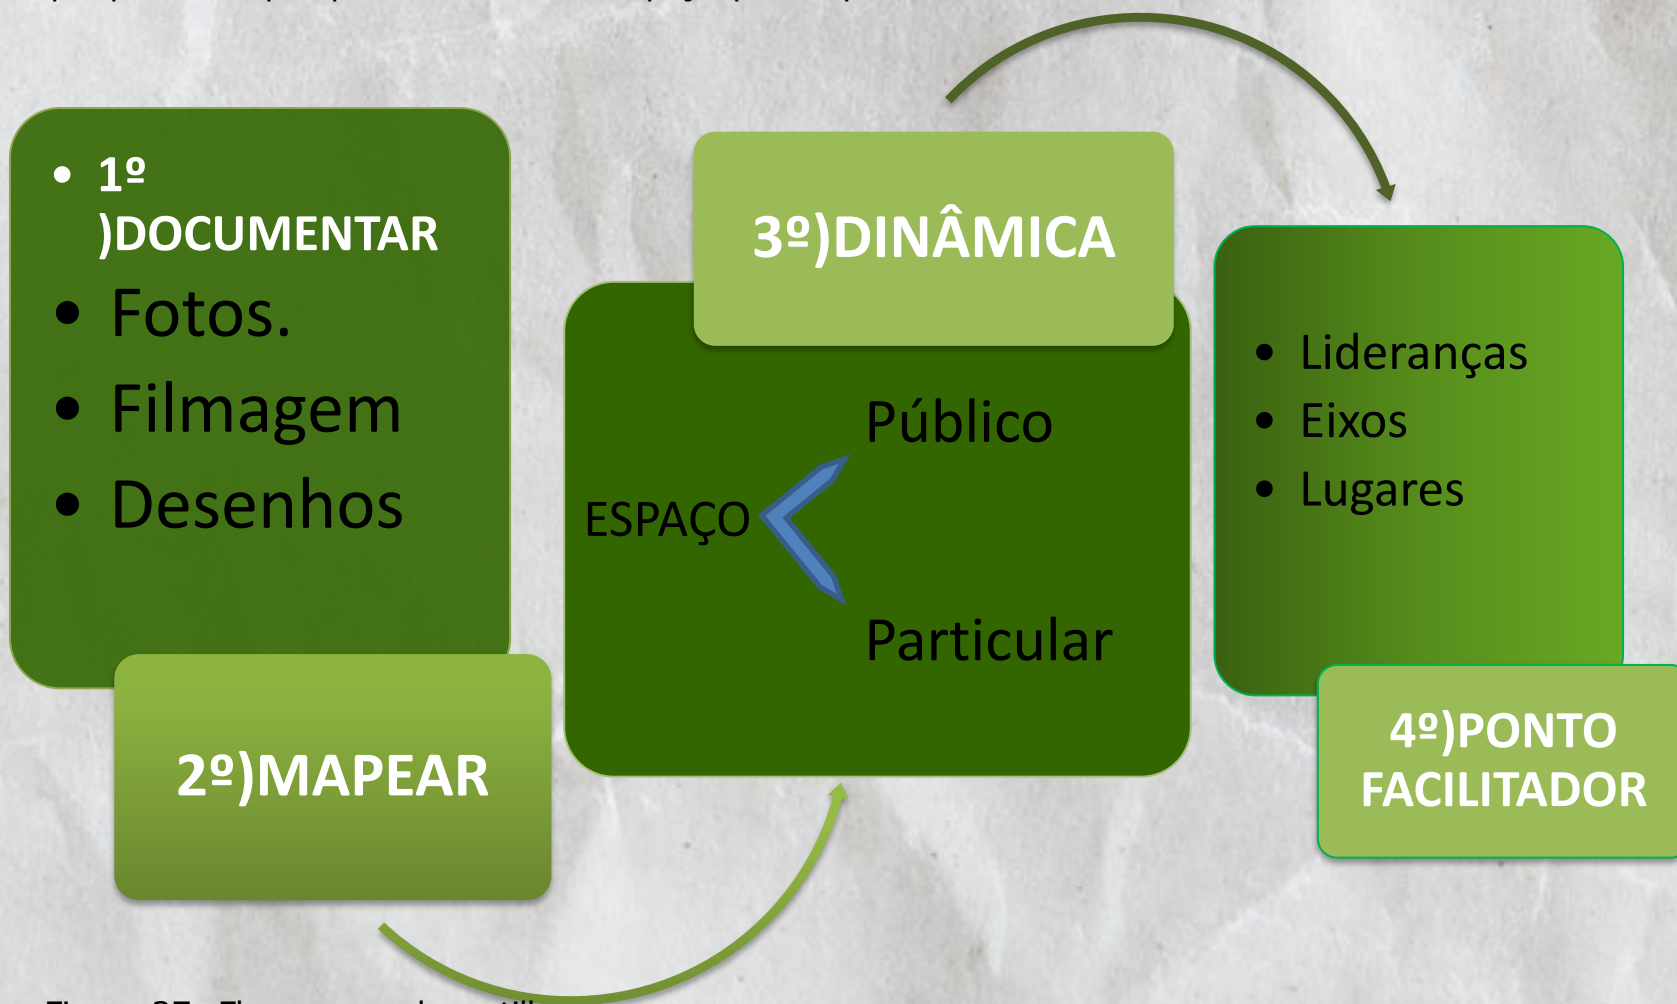 • 1º
)DOCUMENTAR
• Fotos.
• Filmagem
• Desenhos
2º)MAPEAR
3º)DINÂMICA
Público
ESPAÇO
Particular
• Lideranças
• Eixos
• Lugares
4º)PONTO
FACILITADOR